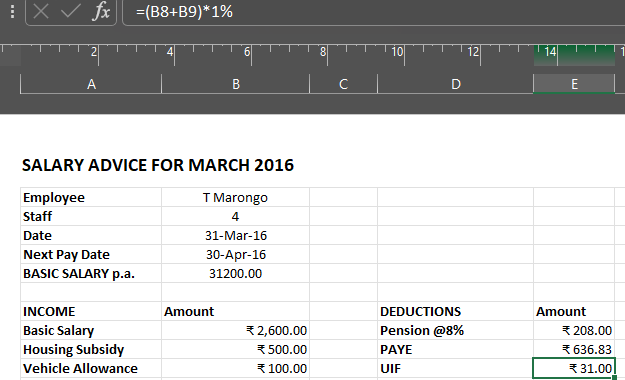 fx =(B8+B9)*1%
2 4 6 8 10 12 14
A B C D E
SALARY ADVICE FOR MARCH 2016
Employee T Marongo
Staff 4
Date 31-Mar-16
Next Pay Date 30-Apr-16
BASIC SALARY p.a. 31200.00
INCOME Amount DEDUCTIONS Amount
Basic Salary ₹ 2,600.00 Pension @8% ₹ 208.00
Housing Subsidy ₹ 500.00 PAYE ₹ 636.83
Vehicle Allowance ₹ 100.00 UIF ₹ 31.00